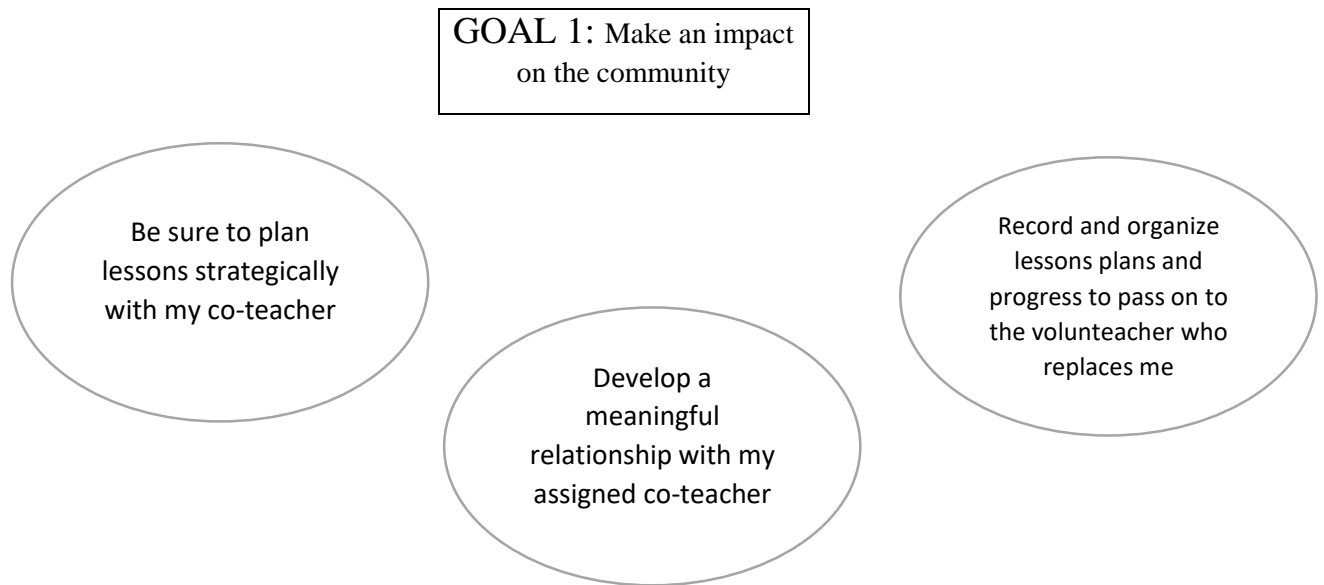 GOAL 1: Make an impact
on the community
Be sure to plan
lessons strategically
with my co-teacher
Develop a
meaningful
relationship with my
assigned co-teacher
Record and organize
lessons plans and
progress to pass on to
the volunteacher who
replaces me